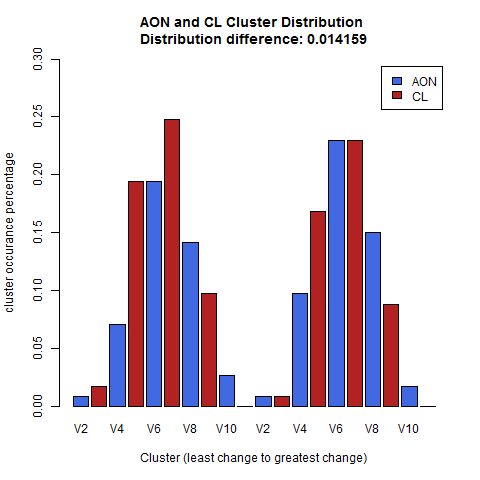 AON and CL Cluster Distribution
Distribution difference: 0.014159
AON
CL
cluster occurance percentage
0.30
0.25
0.20
0.15
0.10
0.05
0.00
V2 V4 V6 V8 V10 V2 V4 V6 V8 V10
Cluster (least change to greatest change)